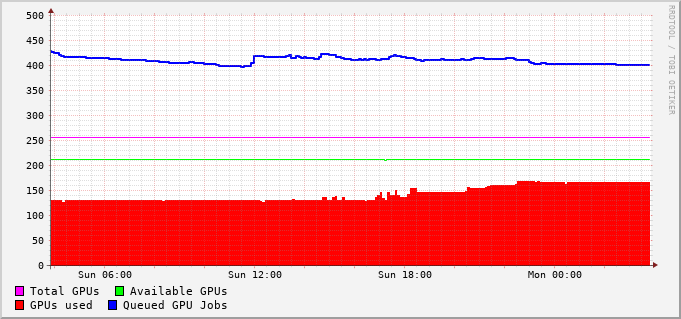 500
450
400
350
300
250
200
150
100
50
0
Sun 06:00 Sun 12:00 Sun 18:00 Mon 00:00
Total GPUs Available GPUs
GPUs used Queued GPU Jobs
RRDTOOL / TOBI OETIKER